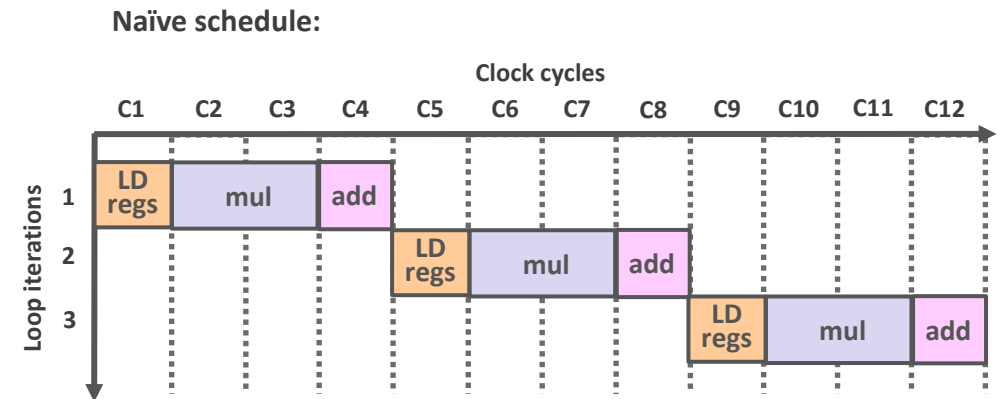 Naïve schedule:
Clock cycles
C1 C2 C3 C4 C5 C6 C7 C8 C9 C10 C11 C12
Loop iterations
1
LD
regs
mul
add
2
LD
regs
mul
add
3
LD
regs
mul
add